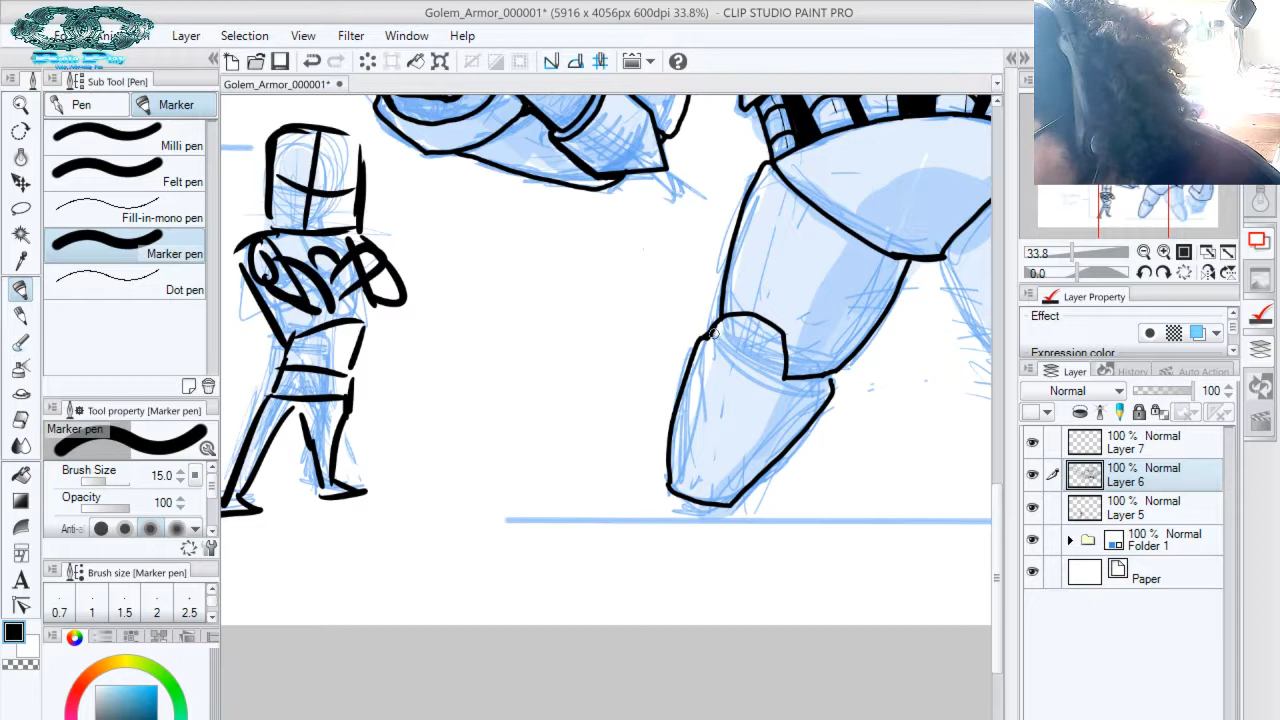 Golem_Armor_000001* (5916 x 4056px 600dpi 33.8%) - CLIP STUDIO PAINT PRO
Layer Selection View Filter Window Help
Sub Tool [Pen]
Golem_Armor_000001*
Pen Marker
Milli pen
Felt pen
Fill-in-mono pen
Marker pen
Dot pen
Tool property [Marker pen]
Marker pen
Brush Size 15.0
Opacity 100
Anti-a
Brush size [Marker pen]
0.7 1 1.5 2 2.5
33.8
0.0
Layer Property
Effect
Expression color
Layer History Auto Action
Normal 100
100 % Normal
Layer 7
100 % Normal
Layer 6
100 % Normal
Layer 5
100 % Normal
Folder 1
Paper
A